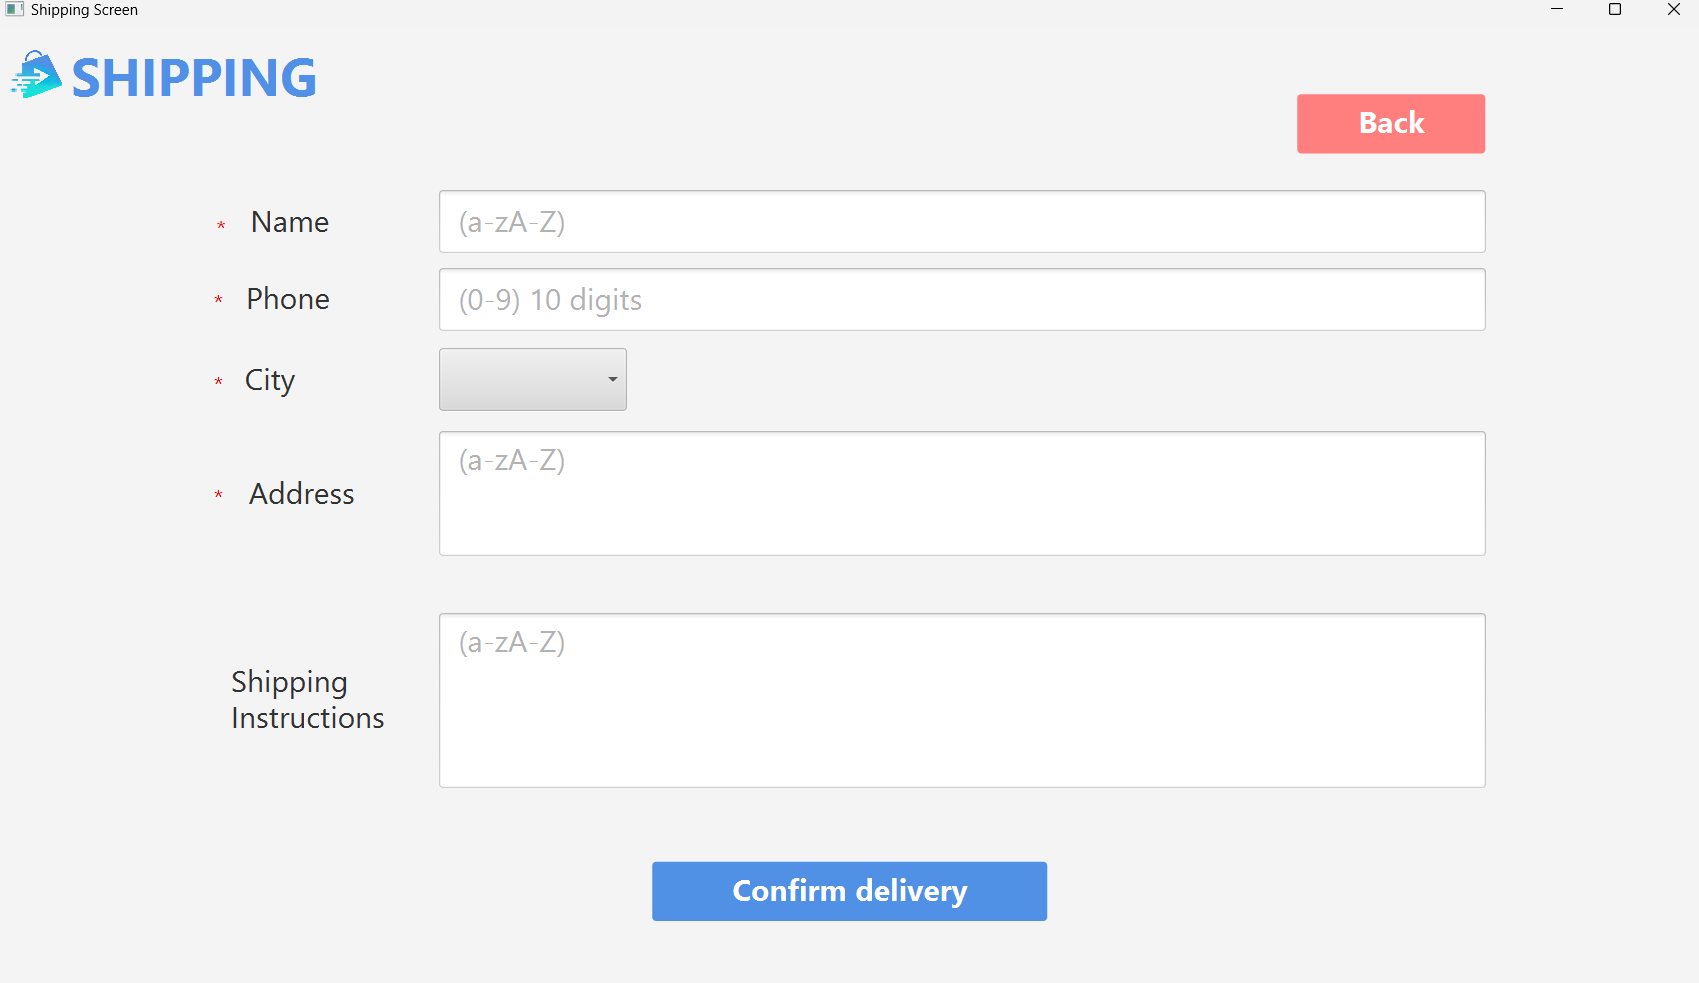 Shipping Screen
SHIPPING
Back
* Name
(a-zA-Z)
* Phone
(0-9) 10 digits
* City
* Address
(a-zA-Z)
Shipping
Instructions
(a-zA-Z)
Confirm delivery